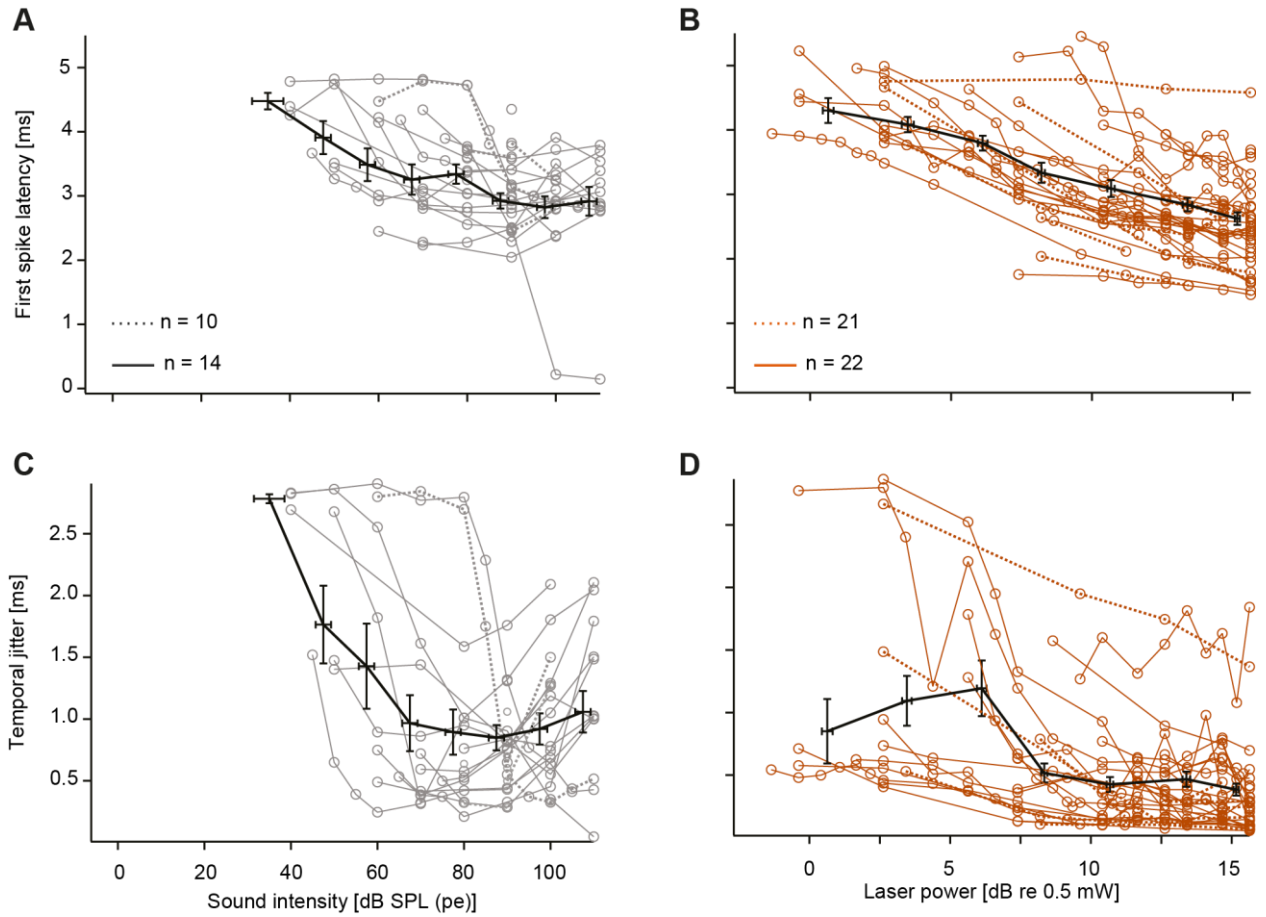 A
B
First spike latency [ms]
5
4
3
2
1
0
n = 10
n = 14
n = 21
n = 22
C
D
Temporal jitter [ms]
2.5
2.0
1.5
1.0
0.5
0 20 40 60 80 100
Sound intensity [dB SPL (pe)]
0 5 10 15
Laser power [dB re 0.5 mW]